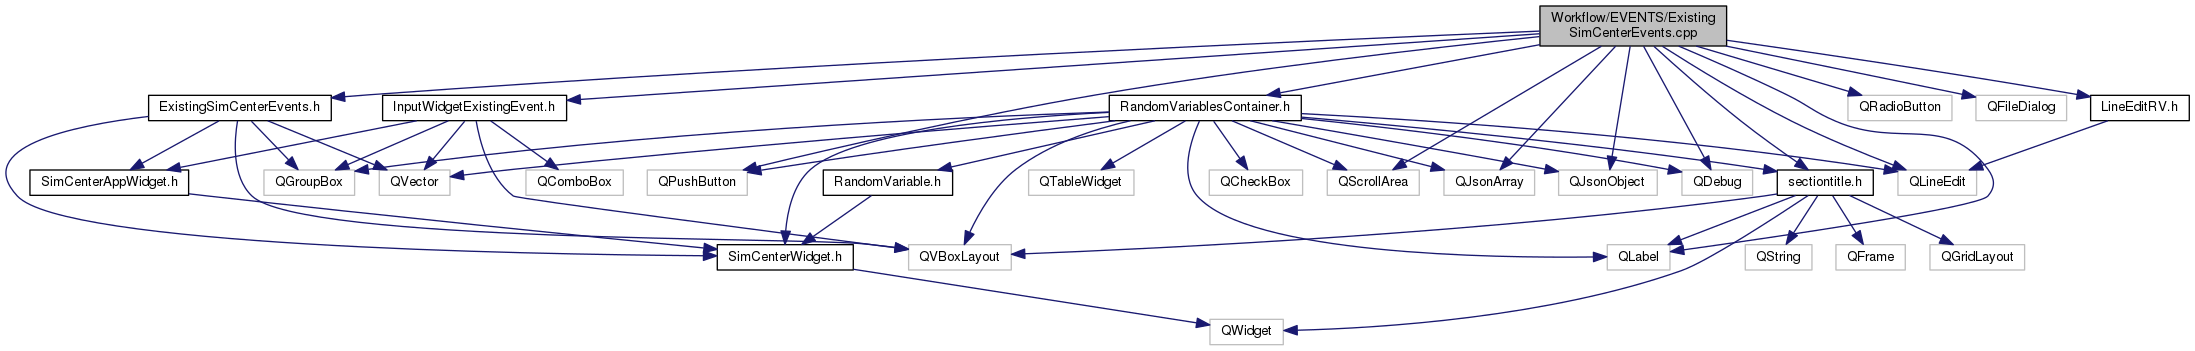 Workflow/EVENTS/Existing
SimCenterEvents.cpp
ExistingSimCenterEvents.h
InputWidgetExistingEvent.h
RandomVariablesContainer.h
QRadioButton
QFileDialog
LineEditRV.h
SimCenterAppWidget.h
QGroupBox
QVector
QComboBox
QPushButton
RandomVariable.h
QTableWidget
QCheckBox
QScrollArea
QJsonArray
QJsonObject
QDebug
sectiontitle.h
QLineEdit
SimCenterWidget.h
QVBoxLayout
QLabel
QString
QFrame
QGridLayout
QWidget